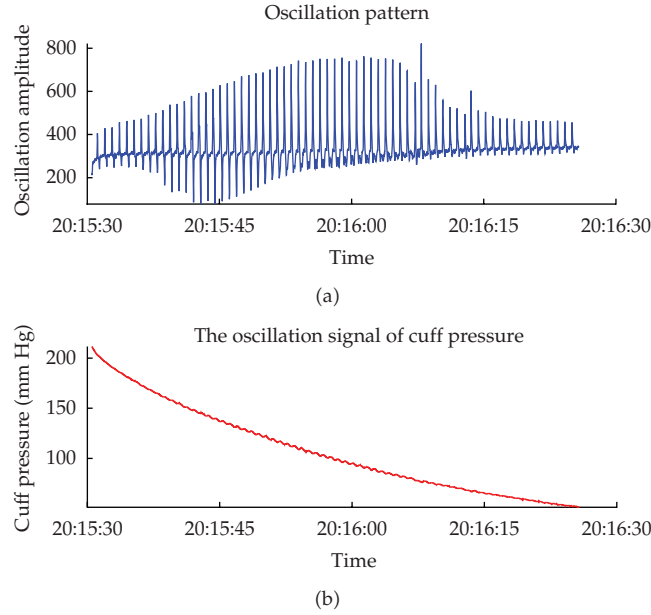 Oscillation pattern
Oscillation amplitude
800
600
400
200
20:15:30 20:15:45 20:16:00 20:16:15 20:16:30
Time
(a)
The oscillation signal of cuff pressure
Cuff pressure (mm Hg)
200
150
100
20:15:30 20:15:45 20:16:00 20:16:15 20:16:30
Time
(b)